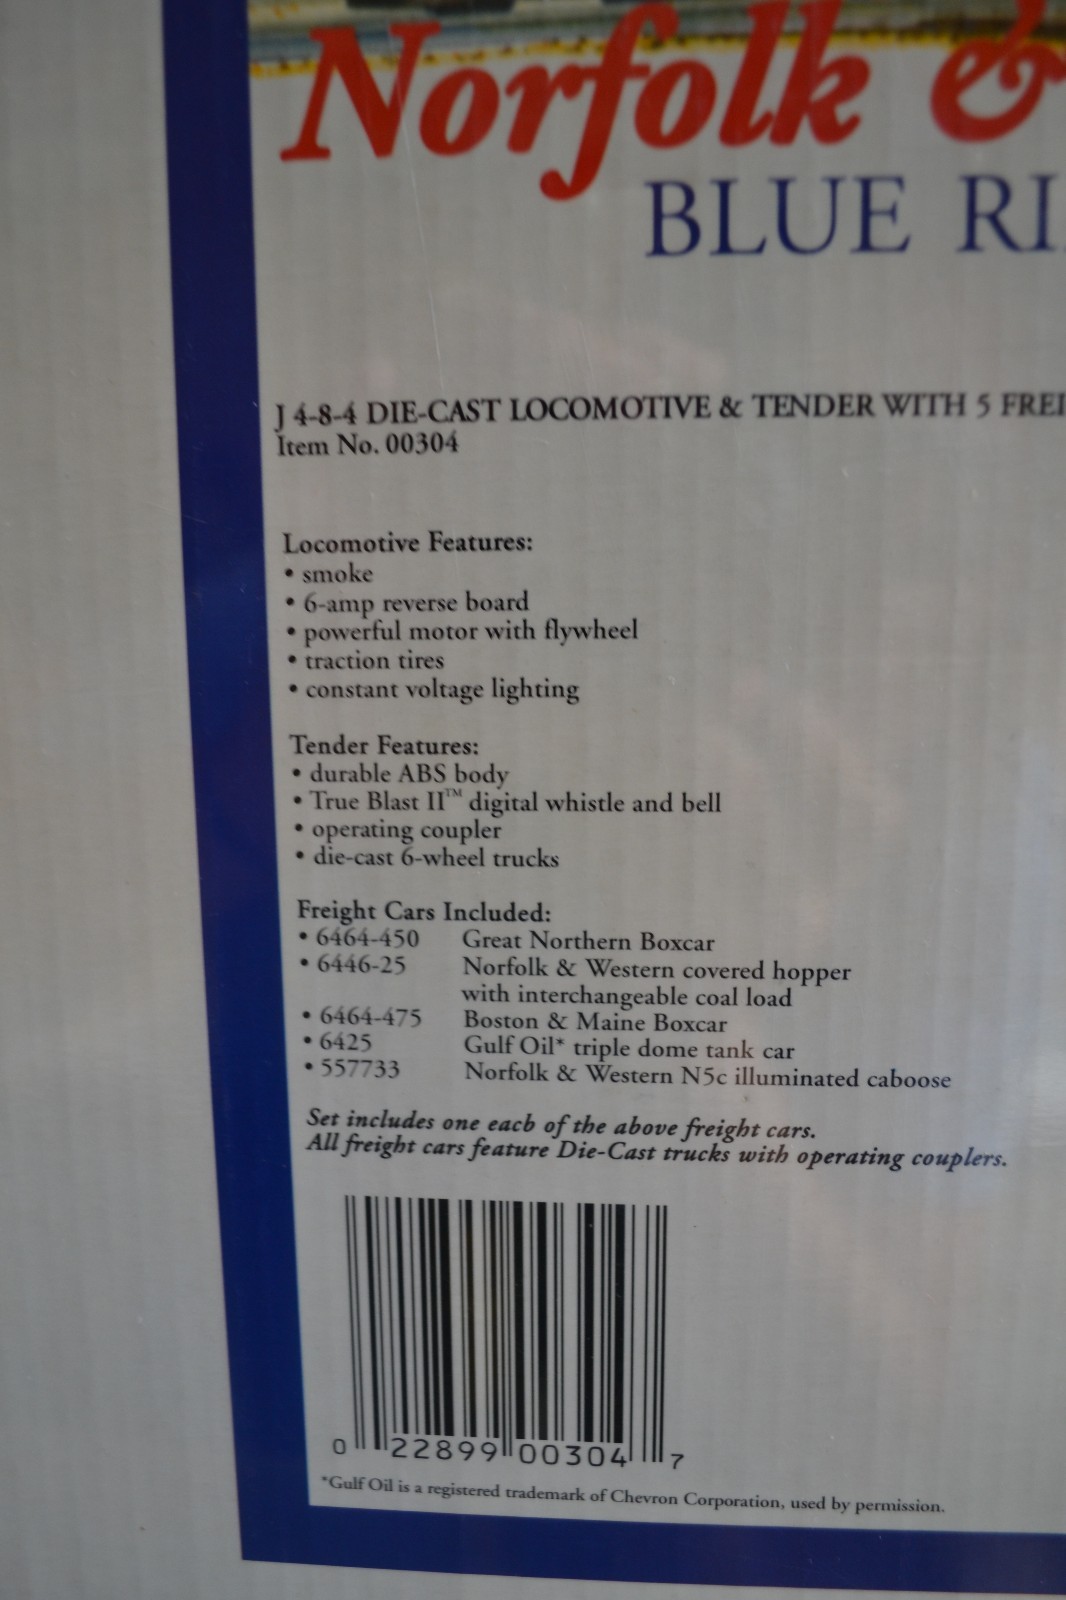 Norfolk &
BLUE RI
J 4-8-4 DIE-CAST LOCOMOTIVE & TENDER WITH 5 FREI
Item No. 00304
Locomotive Features:
• smoke
• 6-amp reverse board
• powerful motor with flywheel
• traction tires
• constant voltage lighting
Tender Features:
• durable ABS body
• True Blast II™ digital whistle and bell
• operating coupler
• die-cast 6-wheel trucks
Freight Cars Included:
• 6464-450 Great Northern Boxcar
• 6446-25 Norfolk & Western covered hopper
with interchangeable coal load
• 6464-475 Boston & Maine Boxcar
• 6425 Gulf Oil* triple dome tank car
• 557733 Norfolk & Western N5c illuminated caboose
Set includes one each of the above freight cars.
All freight cars feature Die-Cast trucks with operating couplers.
0 22899 00304 7
*Gulf Oil is a registered trademark of Chevron Corporation, used by permission.